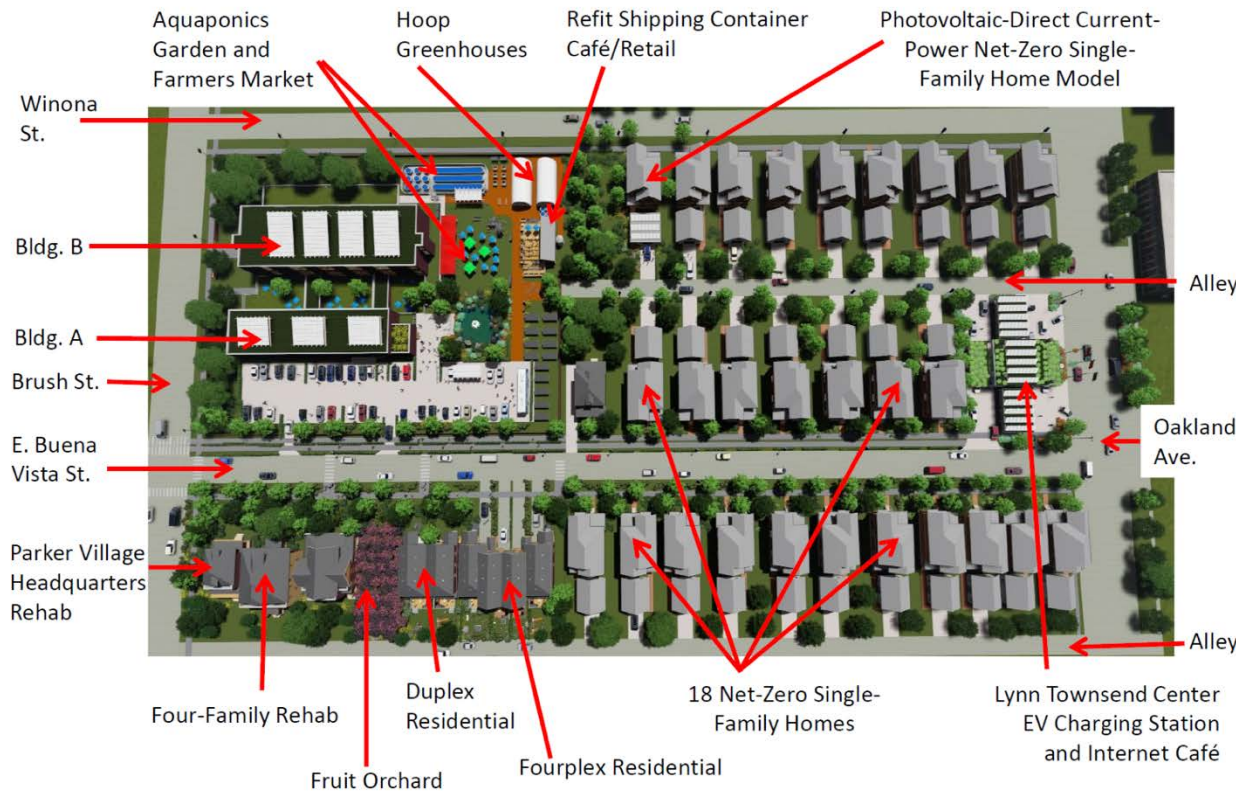 Aquaponics
Garden and
Farmers Market
Hoop
Greenhouses
Refit Shipping Container
Café/Retail
Photovoltaic-Direct Current-
Power Net-Zero Single-
Family Home Model
Winona
St.
Bldg. B
Bldg. A
Brush St.
E. Buena
Vista St.
Parker Village
Headquarters
Rehab
Alley
Oakland
Ave.
Alley
Four-Family Rehab
Fruit Orchard
Duplex
Residential
Fourplex Residential
18 Net-Zero Single-
Family Homes
Lynn Townsend Center
EV Charging Station
and Internet Café